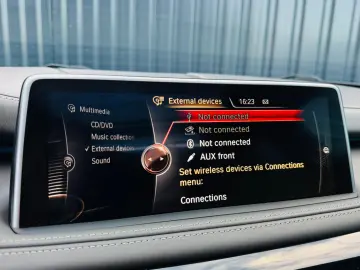 External devices 16:23
Multimedia
CD/DVD
Music collection
External devices
Sound
Not connected
Not connected
Not connected
AUX front
Set wireless devices via Connections
menu:
Connections